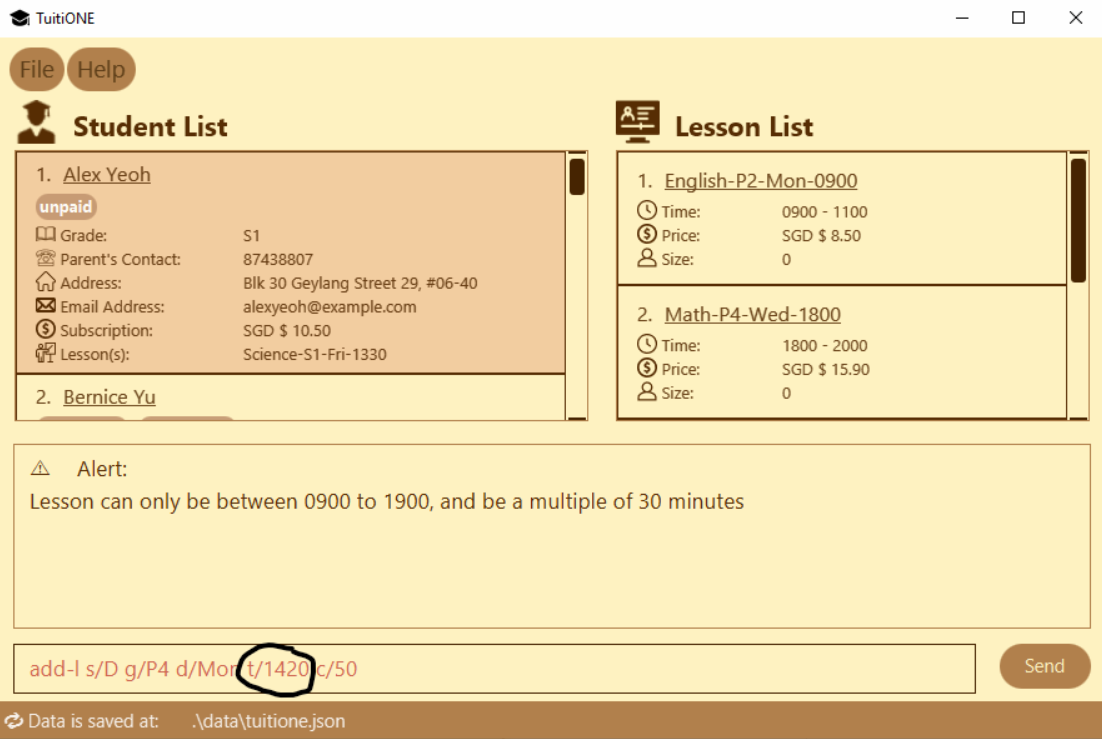 TuitiONE
File Help
Student List
1. Alex Yeoh
unpaid
Grade: S1
Parent's Contact: 87438807
Address: Blk 30 Geylang Street 29, #06-40
Email Address: alexyeoh@example.com
Subscription: SGD $ 10.50
Lesson(s): Science-S1-Fri-1330
2. Bernice Yu
Lesson List
1. English-P2-Mon-0900
Time: 0900 - 1100
Price: SGD $ 8.50
Size: 0
2. Math-P4-Wed-1800
Time: 1800 - 2000
Price: SGD $ 15.90
Size: 0
Alert:
Lesson can only be between 0900 to 1900, and be a multiple of 30 minutes
add-l s/D g/P4 d/Mon t/1420 c/50
Send
Data is saved at: .\data\tuitione.json